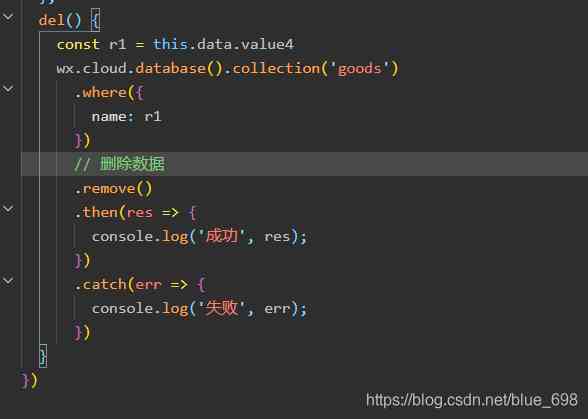 },
del() {
const r1 = this.data.value4
wx.cloud.database().collection('goods')
.where({
name: r1
})
// 删除数据
.remove()
.then(res => {
console.log('成功', res);
})
.catch(err => {
console.log('失败', err);
})
}
})
https://blog.csdn.net/blue_698